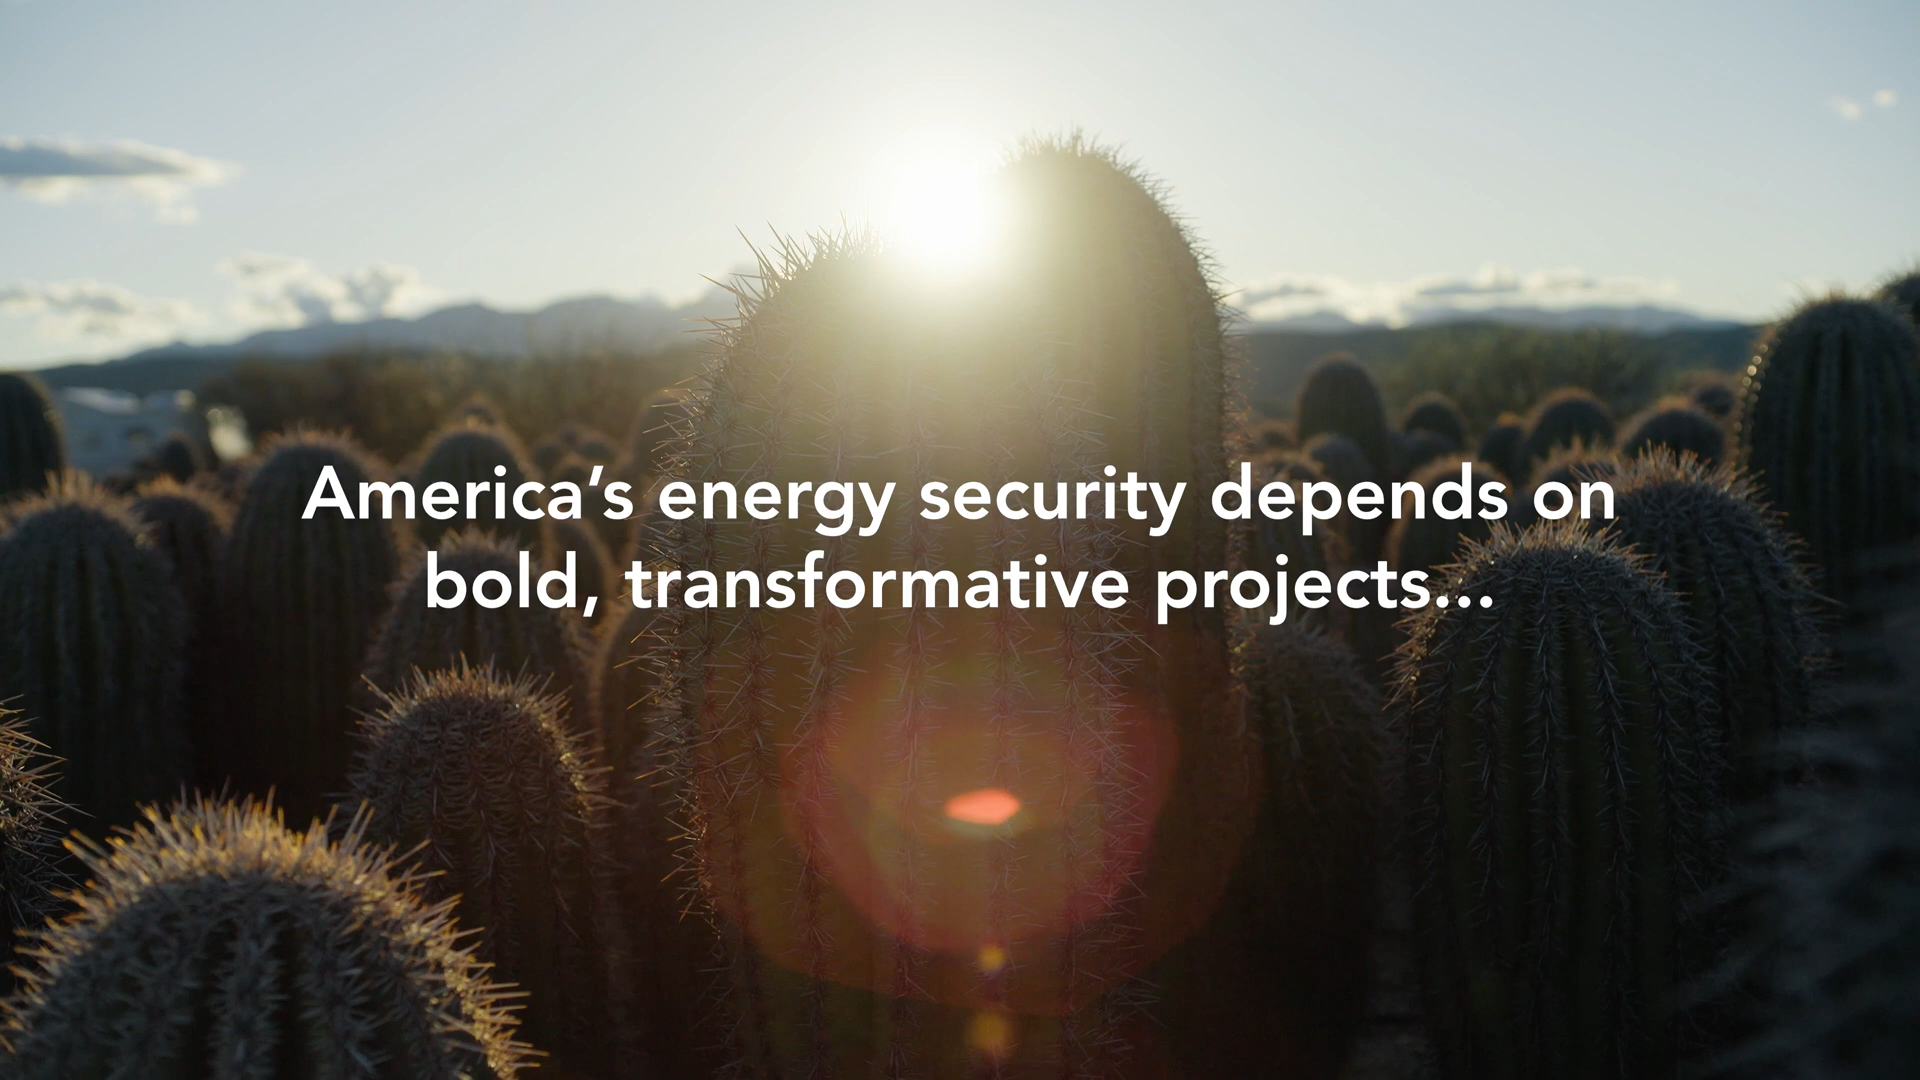 America’s energy security depends on
bold, transformative projects...